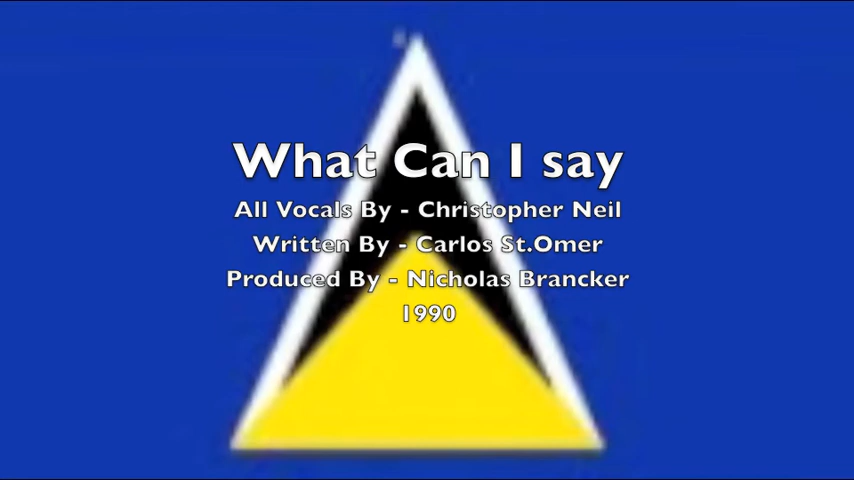 What Can I say
All Vocals By - Christopher Neil
Written By - Carlos St.Omer
Produced By - Nicholas Brancker
1990